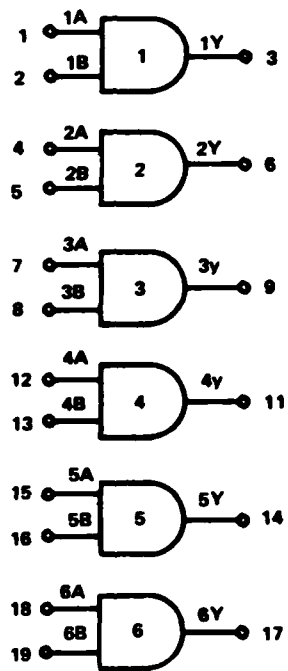 1 1A 1 1Y 3
2 1B
4 2A 2 2Y 6
5 2B
7 3A 3 3y 9
8 3B
12 4A 4 4y 11
13 4B
15 5A 5 5Y 14
16 5B
18 6A 6 6Y 17
19 6B